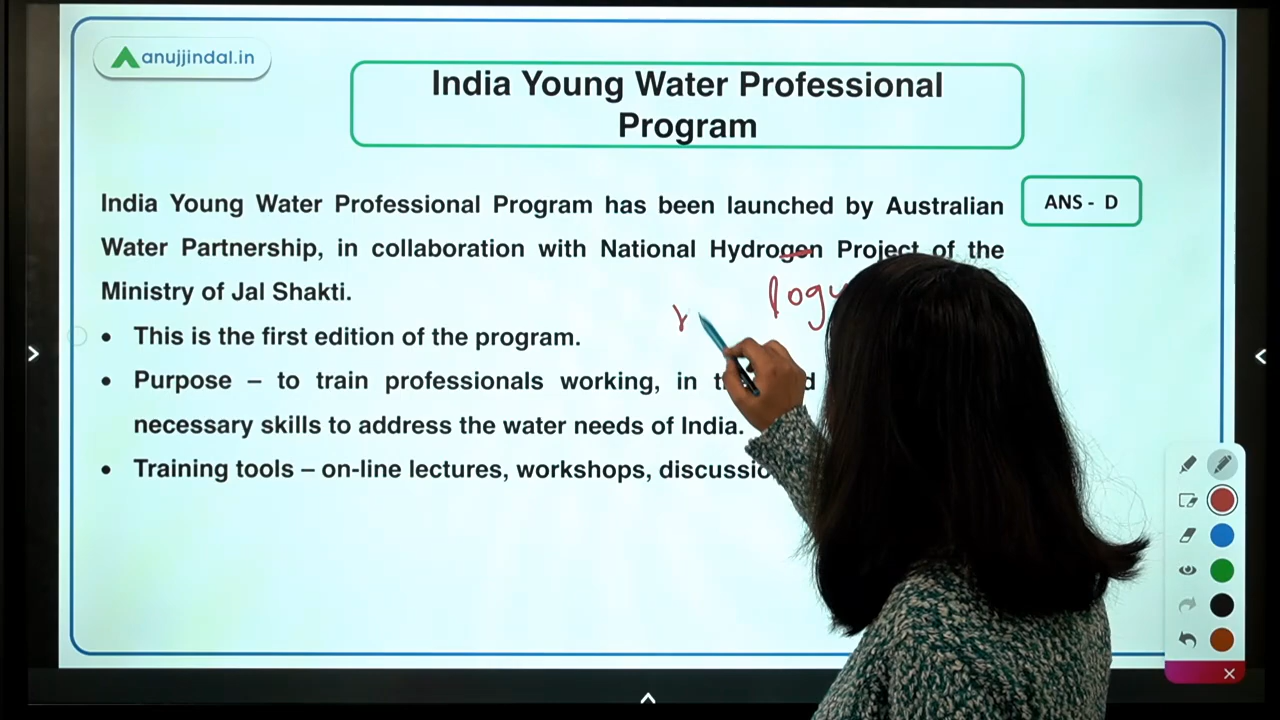 anujjindal.in
India Young Water Professional
Program
ANS - D
India Young Water Professional Program has been launched by Australian
Water Partnership, in collaboration with National Hydrogen Project of the
logy
Ministry of Jal Shakti.
• This is the first edition of the program.
• Purpose – to train professionals working, in
necessary skills to address the water needs of India.
• Training tools – on-line lectures, workshops,